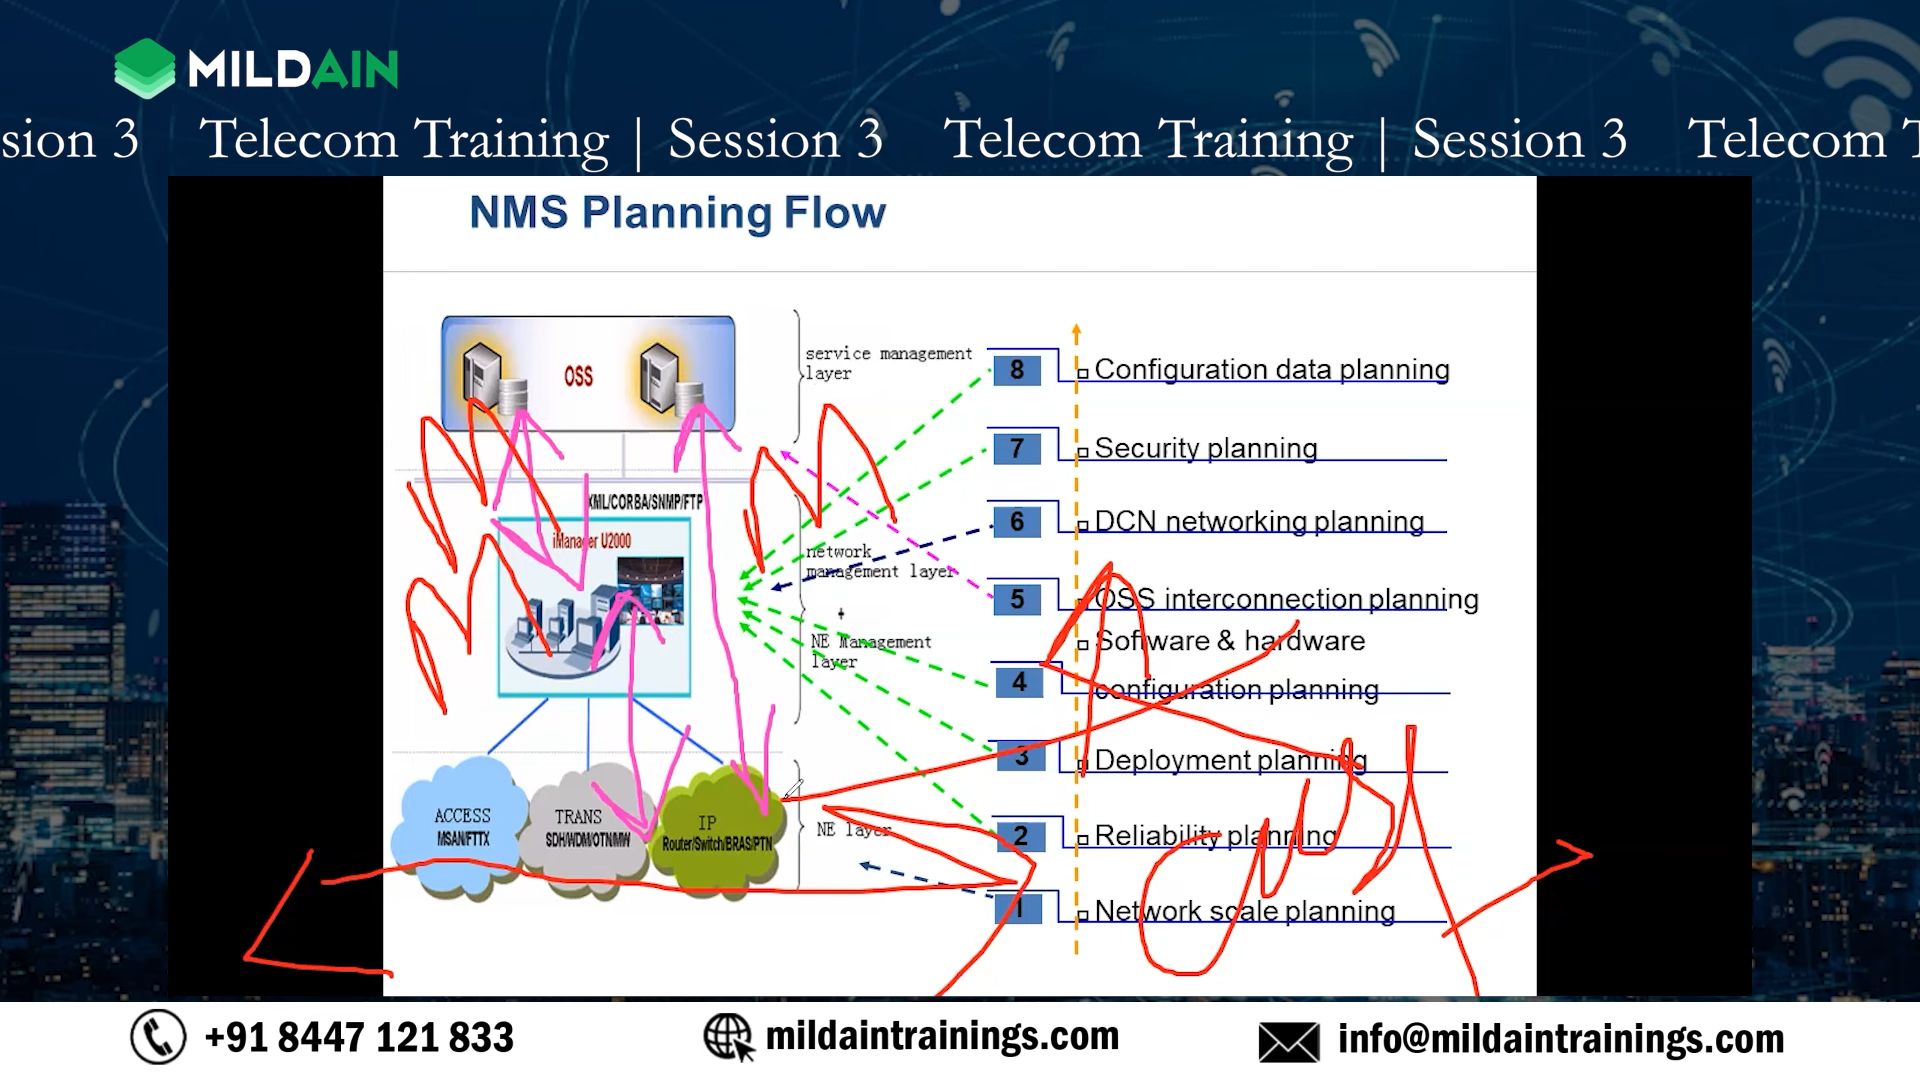 MILDAIN
sion 3 Telecom Training | Session 3 Telecom Training | Session 3 Telecom T
NMS Planning Flow
OSS
service management
layer
XML/CORBA/SNMP/FTP
iManager U2000
network
management layer
+
NE Management
layer
ACCESS
MSAN/FTTX
TRANS
SDH/WDM/OTN/MW
IP
Router/Switch/BRAS/PTN
NE layer
8 Configuration data planning
7 Security planning
6 DCN networking planning
5 OSS interconnection planning
Software & hardware
4 configuration planning
3 Deployment planning
2 Reliability planning
1 Network scale planning
+91 8447 121 833
mildaintrainings.com
info@mildaintrainings.com